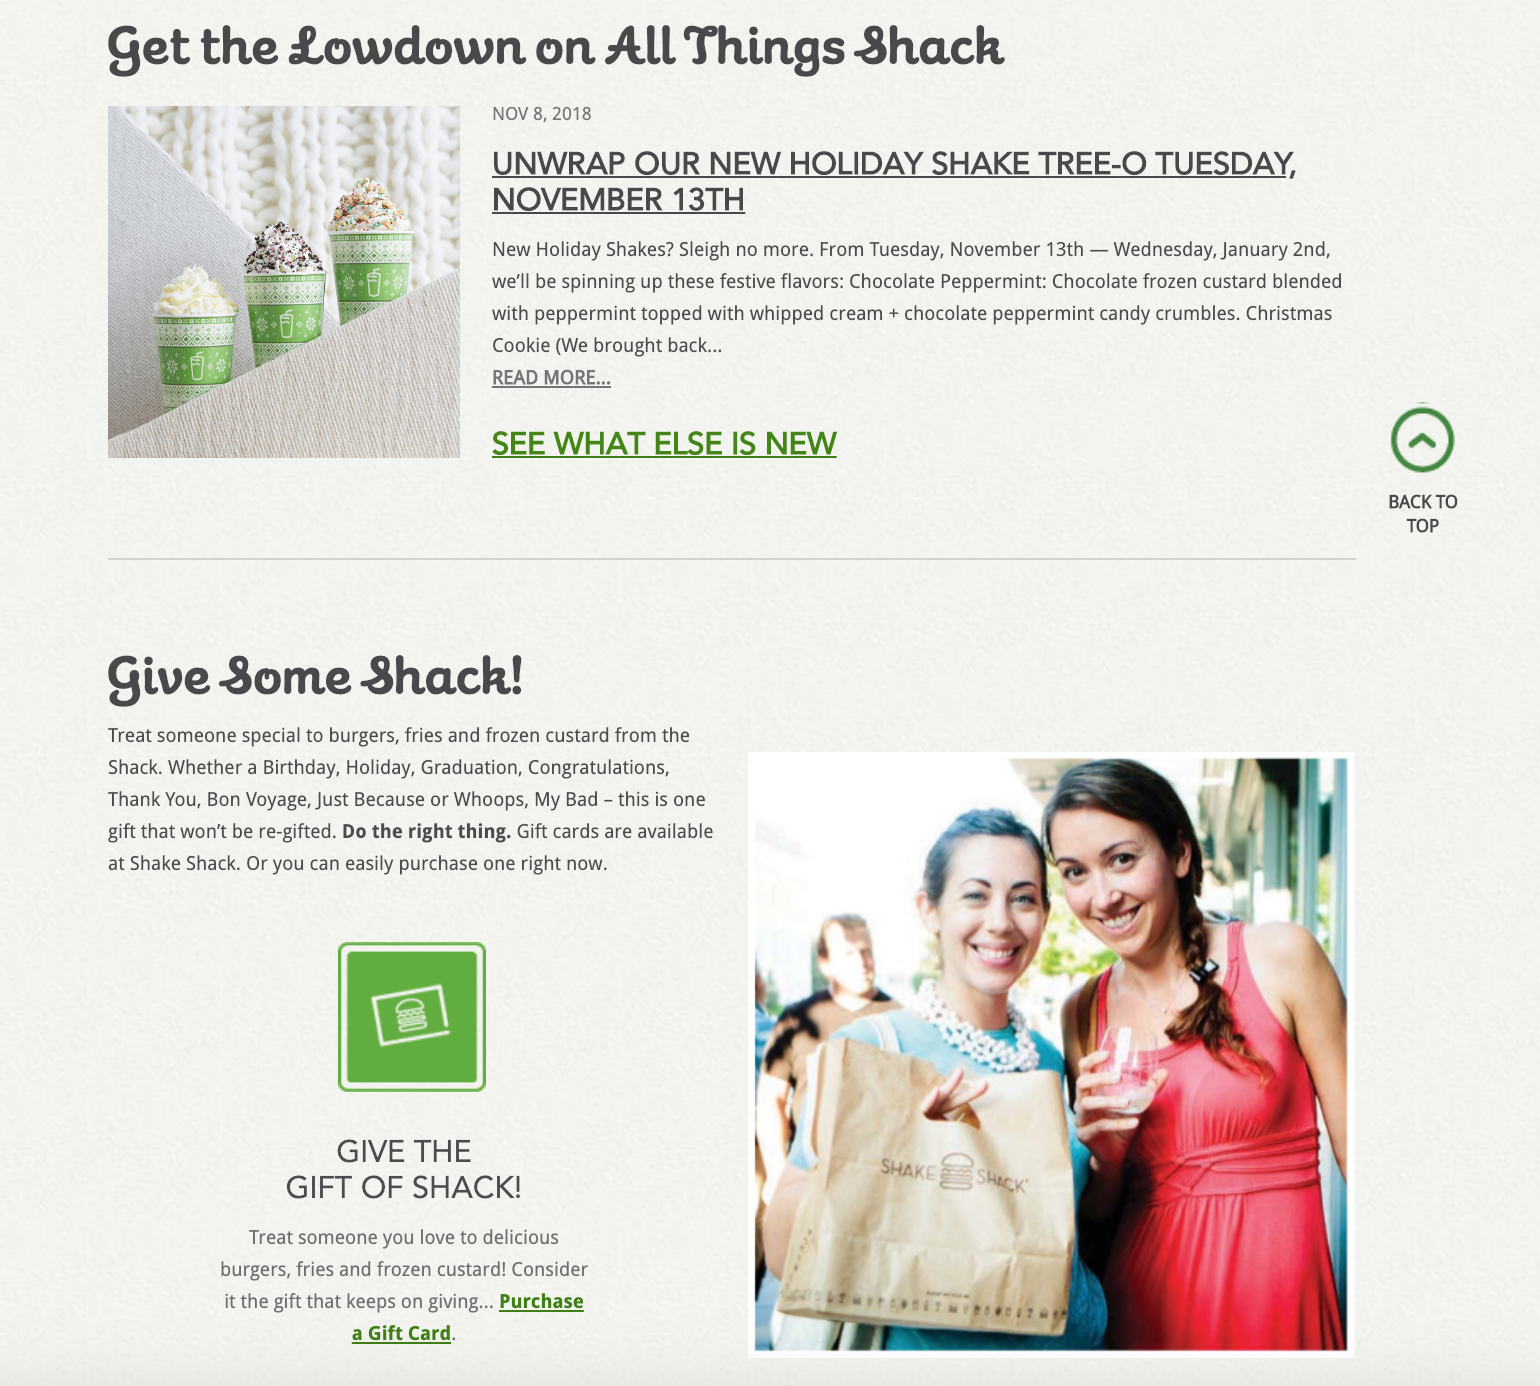 Get the Lowdown on All Things Shack
NOV 8, 2018
UNWRAP OUR NEW HOLIDAY SHAKE TREE-O TUESDAY,
NOVEMBER 13TH
New Holiday Shakes? Sleigh no more. From Tuesday, November 13th — Wednesday, January 2nd,
we’ll be spinning up these festive flavors: Chocolate Peppermint: Chocolate frozen custard blended
with peppermint topped with whipped cream + chocolate peppermint candy crumbles. Christmas
Cookie (We brought back...
READ MORE...
SEE WHAT ELSE IS NEW
BACK TO
TOP
Give Some Shack!
Treat someone special to burgers, fries and frozen custard from the
Shack. Whether a Birthday, Holiday, Graduation, Congratulations,
Thank You, Bon Voyage, Just Because or Whoops, My Bad – this is one
gift that won’t be re-gifted. Do the right thing. Gift cards are available
at Shake Shack. Or you can easily purchase one right now.
GIVE THE
GIFT OF SHACK!
Treat someone you love to delicious
burgers, fries and frozen custard! Consider
it the gift that keeps on giving... Purchase
a Gift Card.
SHAKE SHACK